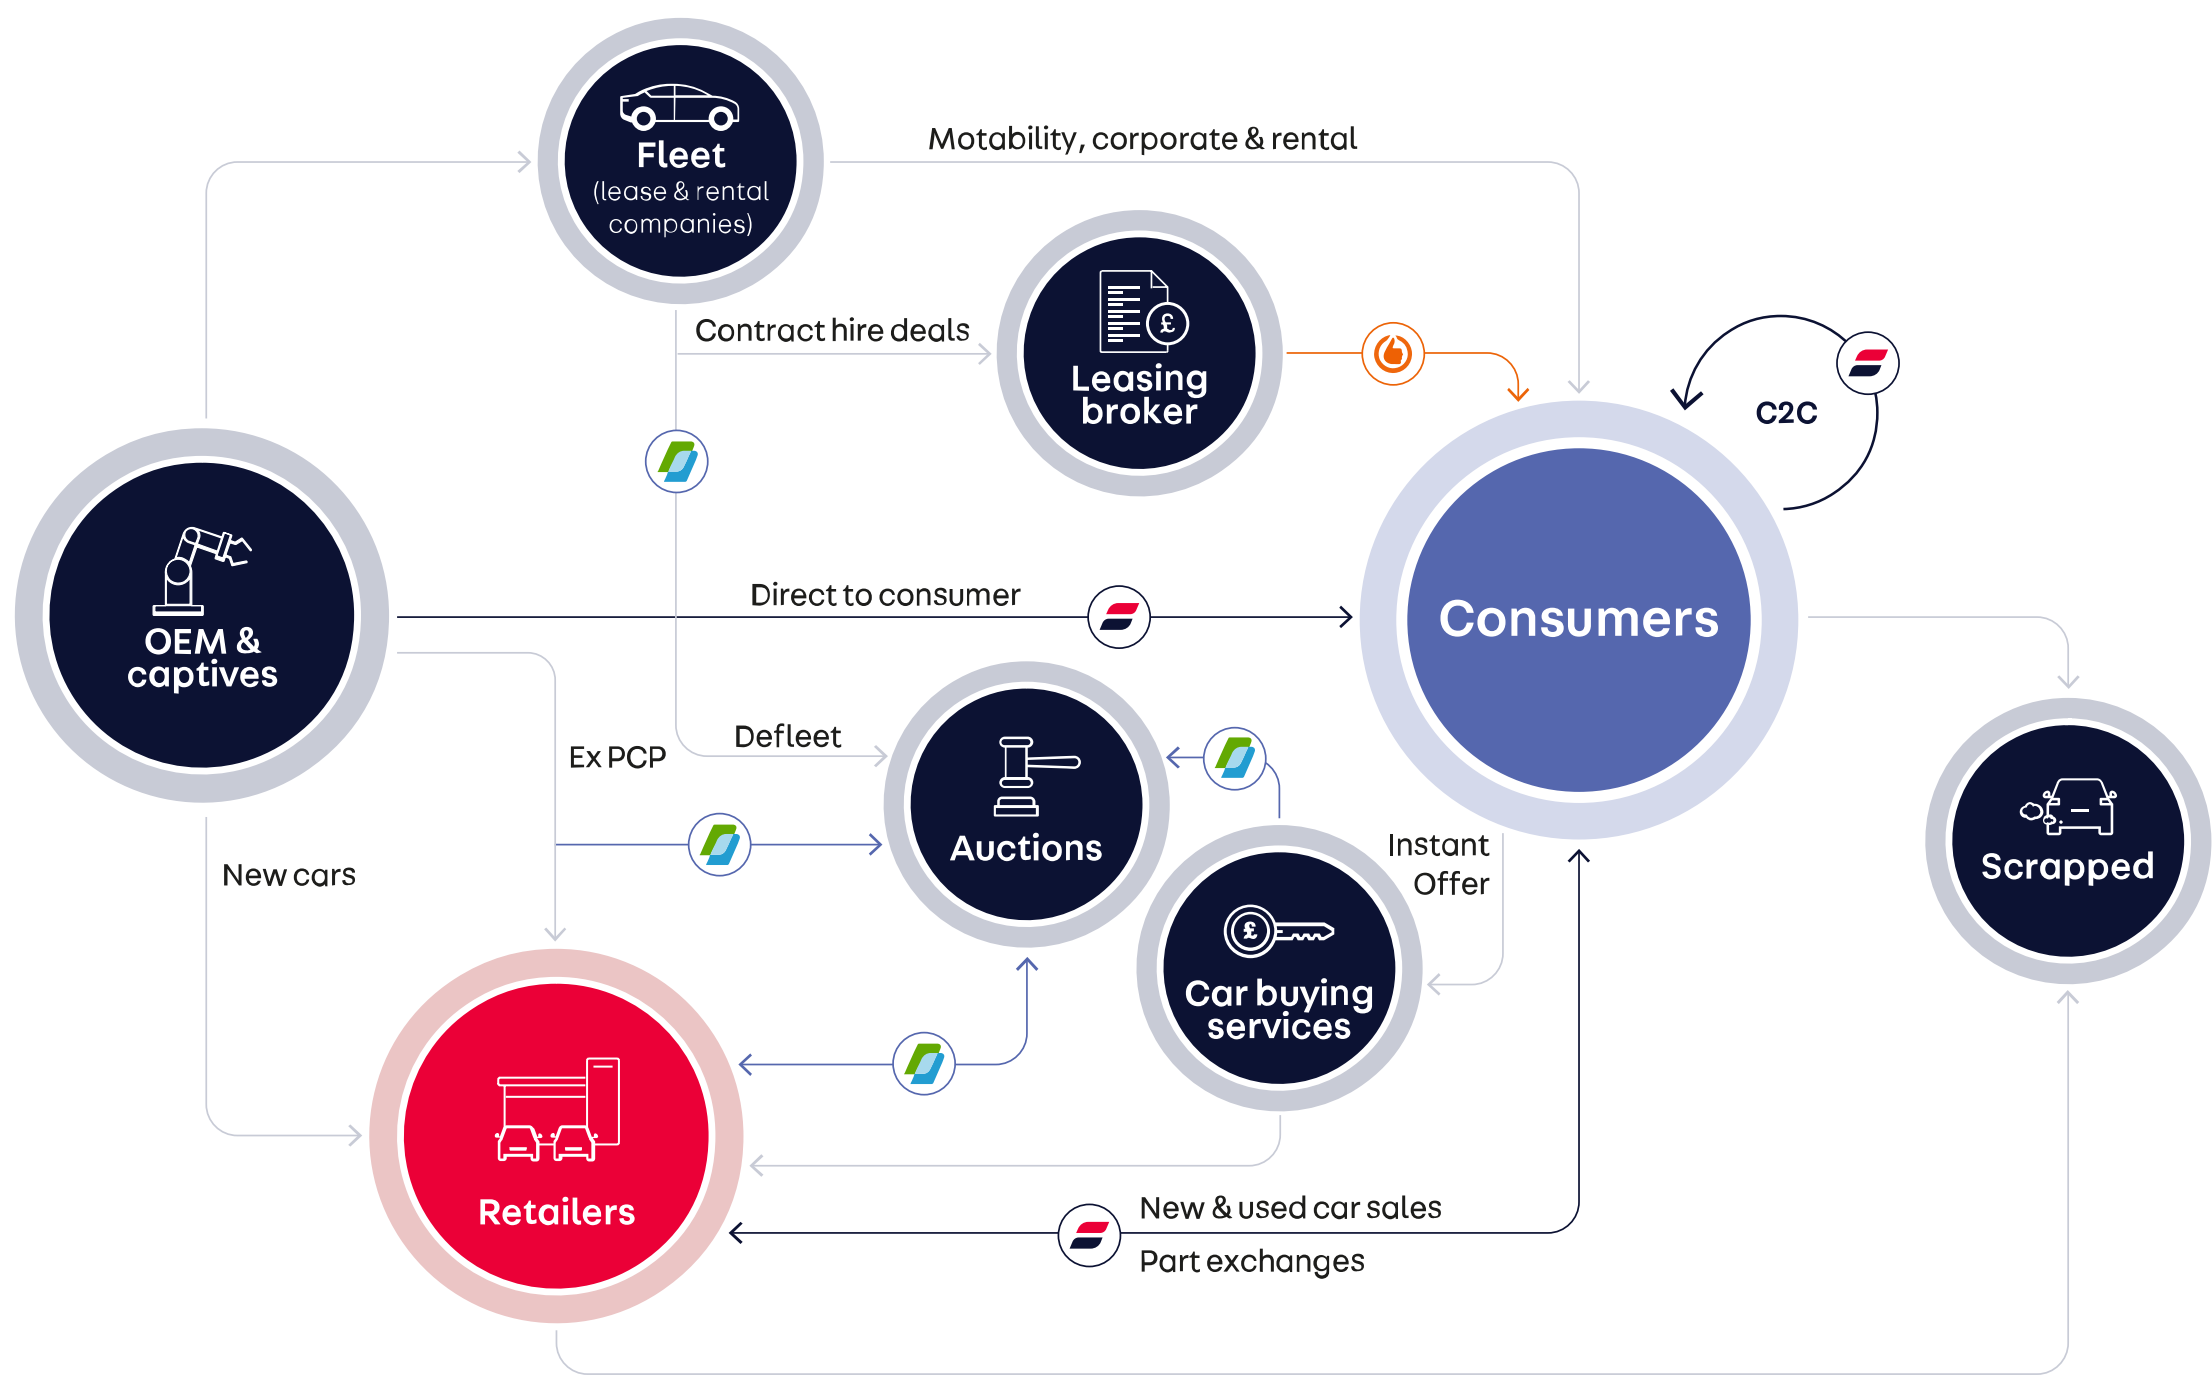 Fleet
(lease & rental
companies)
Motability, corporate & rental
Contract hire deals
Leasing
broker
C2C
OEM &
captives
Direct to consumer
Consumers
Ex PCP
Defleet
Auctions
Instant
Offer
Scrapped
New cars
Car buying
services
Retailers
New & used car sales
Part exchanges